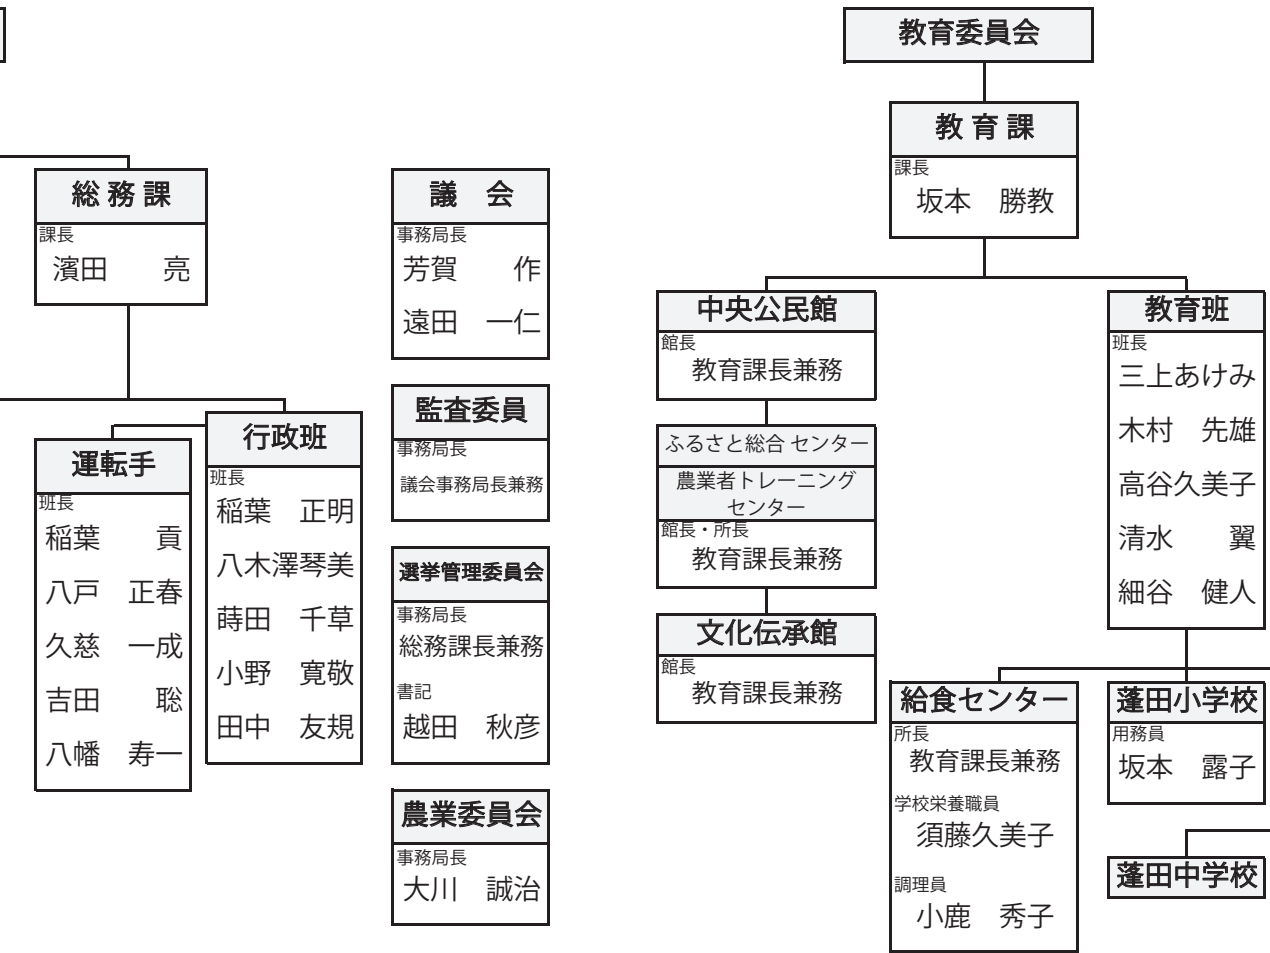 総務課
課長
濱田　　亮
運転手
班長
稲葉　　貢
八戸　正春
久慈　一成
吉田　　聡
八幡　寿一
行政班
班長
稲葉　正明
八木澤琴美
蒔田　千草
小野　寛敬
田中　友規
議　会
事務局長
芳賀　　作
遠田　一仁
監査委員
事務局長
議会事務局長兼務
選挙管理委員会
事務局長
総務課長兼務
書記
越田　秋彦
農業委員会
事務局長
大川　誠治
教育委員会
教育課
課長
坂本　勝教
中央公民館
館長
教育課長兼務
ふるさと総合 センター
農業者トレーニング
センター
館長・所長
教育課長兼務
文化伝承館
館長
教育課長兼務
教育班
班長
三上あけみ
木村　先雄
高谷久美子
清水　　翼
細谷　健人
給食センター
所長
教育課長兼務
学校栄養職員
須藤久美子
調理員
小鹿　秀子
蓬田小学校
用務員
坂本　露子
蓬田中学校